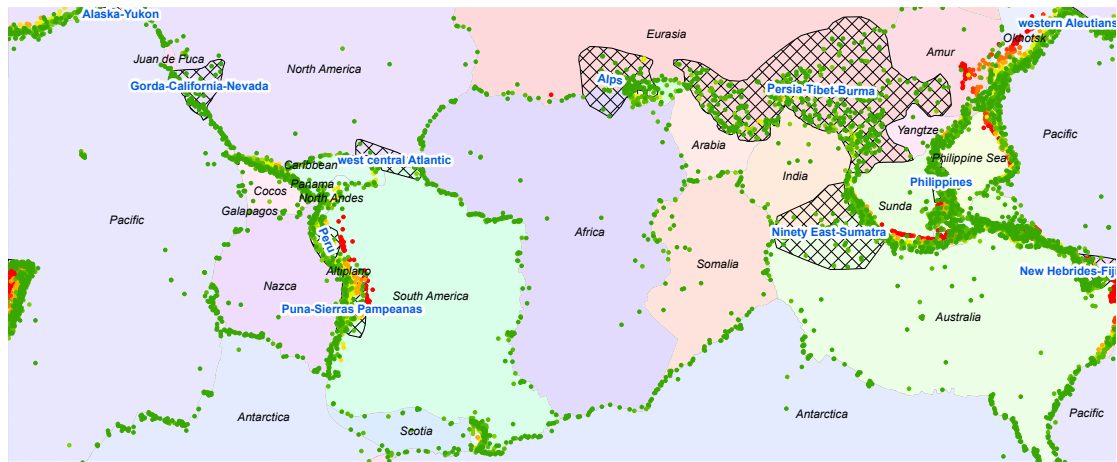 Alaska-Yukon
western Aleutians
Okhotsk
Eurasia
Amur
Juan de Fuca
North America
Alps
Gorda-California-Nevada
Persia-Tibet-Burma
Yangtze
Pacific
Arabia
Caribbean
west central Atlantic
Philippine Sea
India
Panama
Philippines
Cocos
North Andes
Galapagos
Sunda
Pacific
Peru
Africa
Ninety East-Sumatra
Somalia
Altiplano
New Hebrides-Fiji
Nazca
South America
Puna-Sierras Pampeanas
Australia
Antarctica
Antarctica
Pacific
Scotia